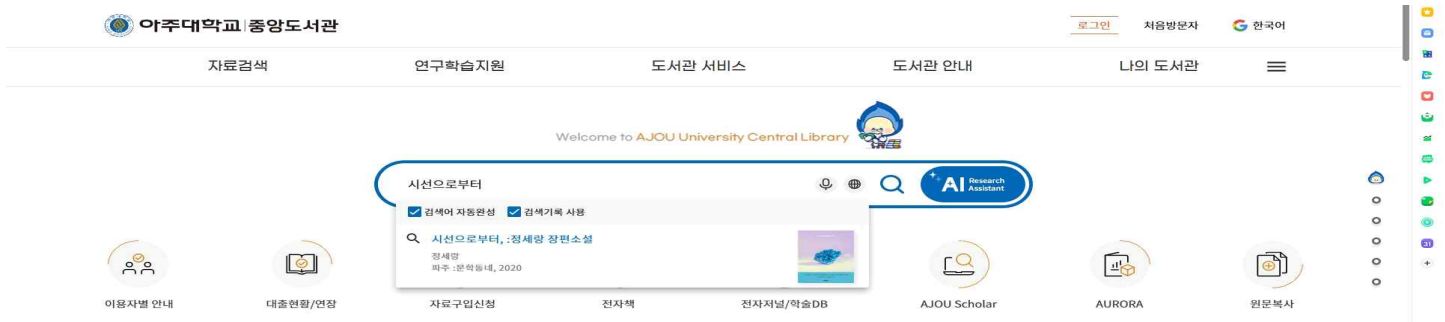 아주대학교 중앙도서관
로그인 처음방문자 한국어
자료검색 연구학습지원 도서관 서비스 도서관 안내 나의 도서관
Welcome to AJOU University Central Library
시선으로부터
AI Research Assistant
검색어 자동완성 검색기록 사용
시선으로부터, :정세랑 장편소설
정세랑
파주 :문학동네, 2020
이용자별 안내 대출현황/연장 자료구입신청 전자책 전자저널/학술DB AJOU Scholar AURORA 원문복사
31